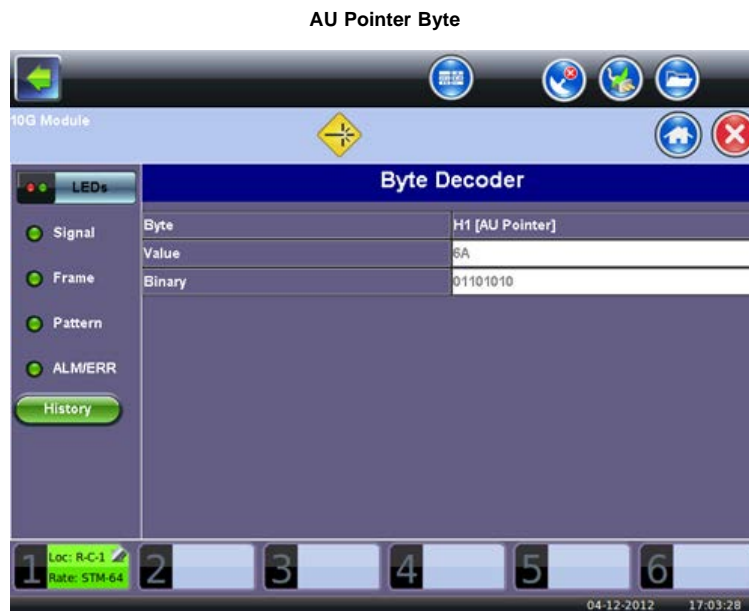 AU Pointer Byte
10G Module
LEDs
Byte Decoder
Signal
Byte H1 [AU Pointer]
Value 6A
Frame
Binary 01101010
Pattern
ALM/ERR
History
1 Loc: R-C-1 2 3 4 5 6
Rate: STM-64
04-12-2012 17:03:28